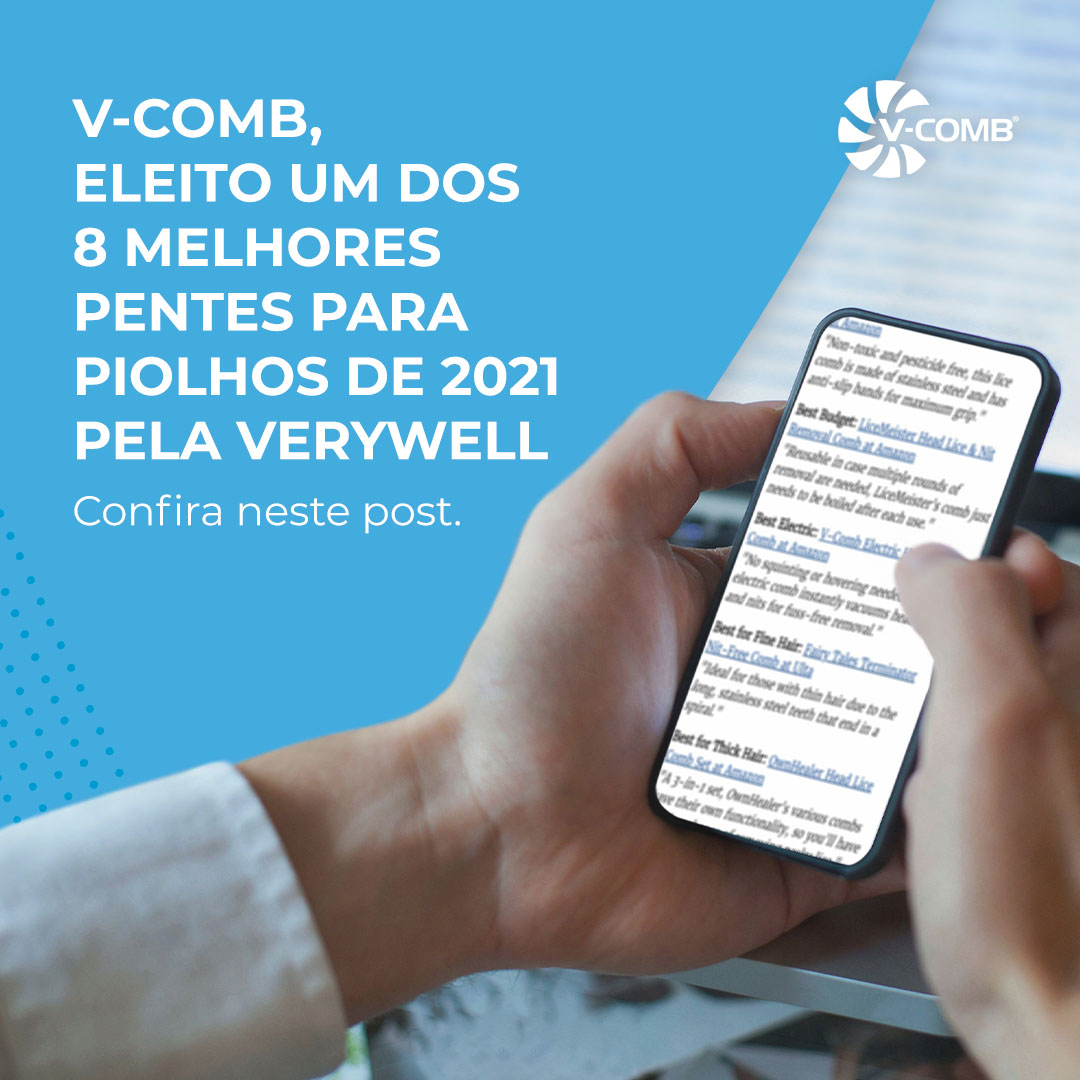 V-COMB,
ELEITO UM DOS
8 MELHORES
PENTES PARA
PIOLHOS DE 2021
PELA VERYWELL
Confira neste post.
V-COMB®
Amazon
"Non-toxic and pesticide free, this lice
comb is made of stainless steel and has
anti-slip bands for maximum grip."
Best Budget: LiceMeister Head Lice & Nit
Removal Comb at Amazon
"Reusable in case multiple rounds of
removal are needed, LiceMeister's comb just
needs to be boiled after each use."
Best Electric: V-Comb Electric
Comb at Amazon
"No squinting or hovering needed
electric comb instantly vacuums
and nits for fuss-free removal."
Best for Fine Hair: Fairy Tales Terminator
Nit-Free Comb at Ulta
"Ideal for those with thin hair due to the
long, stainless steel teeth that end in a
spiral."
Best for Thick Hair: OwnHealer Head Lice
Comb Set at Amazon
"A 3-in-1 set, OwnHealer's various combs
have their own functionality, so you'll have